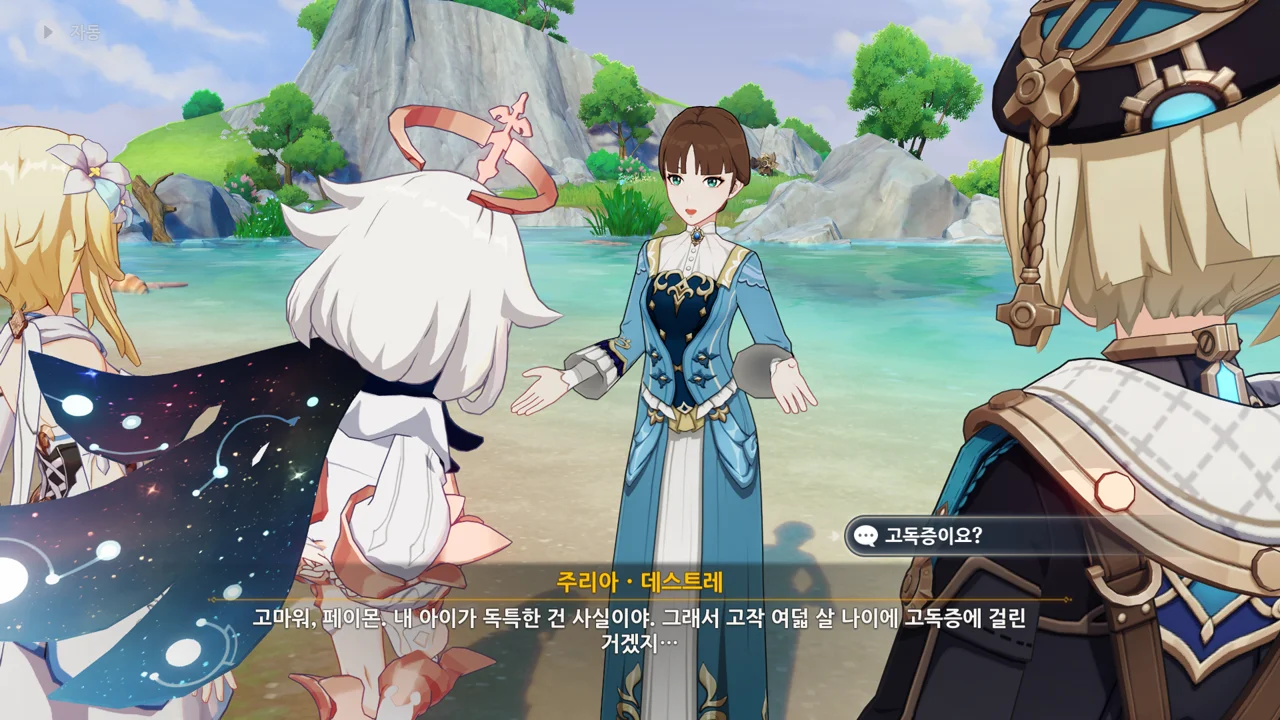 자동
고독증이요?
주리아·데스트레
고마워, 페이몬. 내 아이가 독특한 건 사실이야. 그래서 고작 여덟 살 나이에 고독증에 걸린
거겠지…